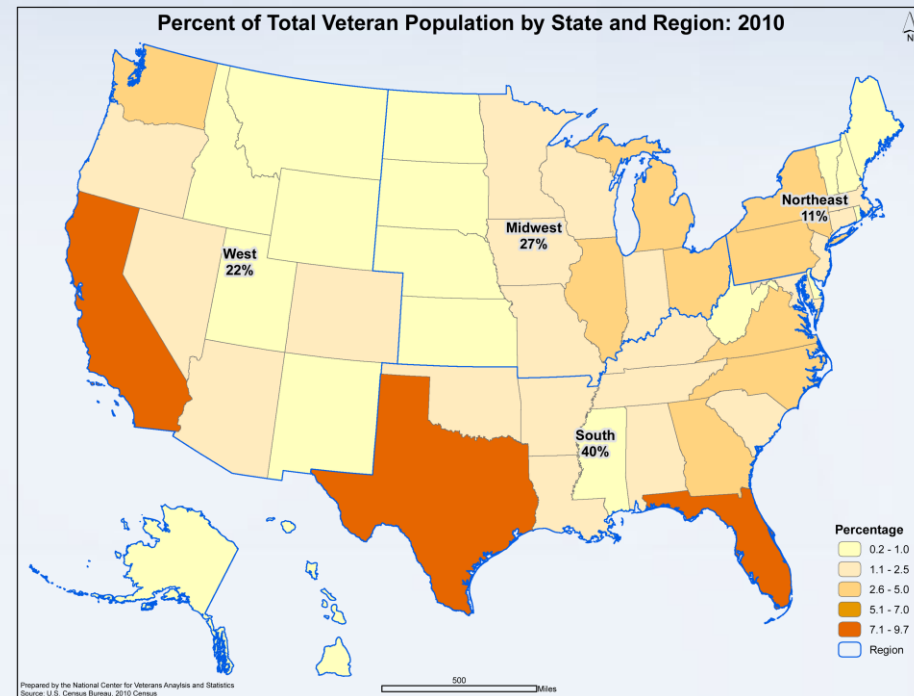 Percent of Total Veteran Population by State and Region: 2010
N
Northeast
11%
Midwest
27%
West
22%
South
40%
Percentage
0.2 - 1.0
1.1 - 2.5
2.6 - 5.0
5.1 - 7.0
7.1 - 9.7
Region
500
Miles
Prepared by the National Center for Veterans Anaylsis and Statistics
Source: U.S. Census Bureau, 2010 Census